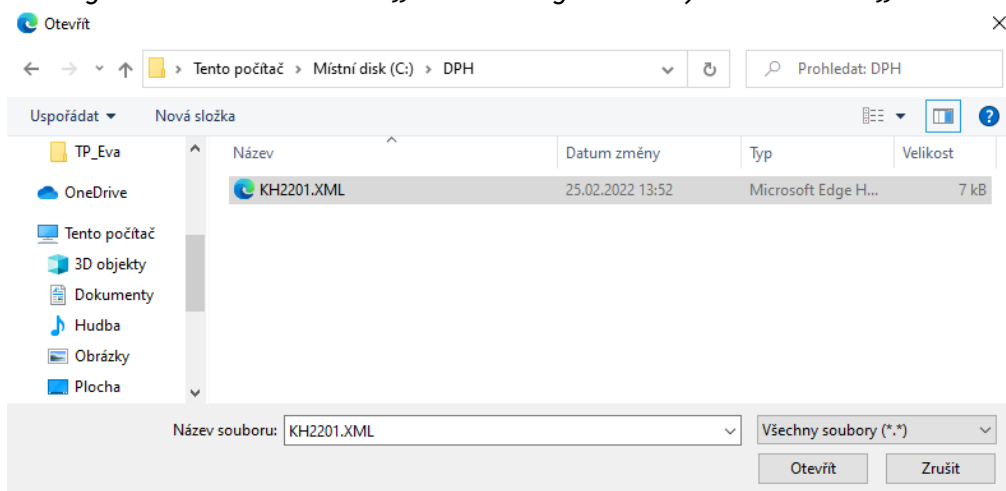 Otevřít
Tento počítač > Místní disk (C:) > DPH
Prohledat: DPH
Uspořádat
Nová složka
Název
Datum změny
Typ
Velikost
KH2201.XML
25.02.2022 13:52
Microsoft Edge H...
7 kB
TP_Eva
OneDrive
Tento počítač
3D objekty
Dokumenty
Hudba
Obrázky
Plocha
Název souboru:
KH2201.XML
Všechny soubory (*.*)
Otevřít
Zrušit